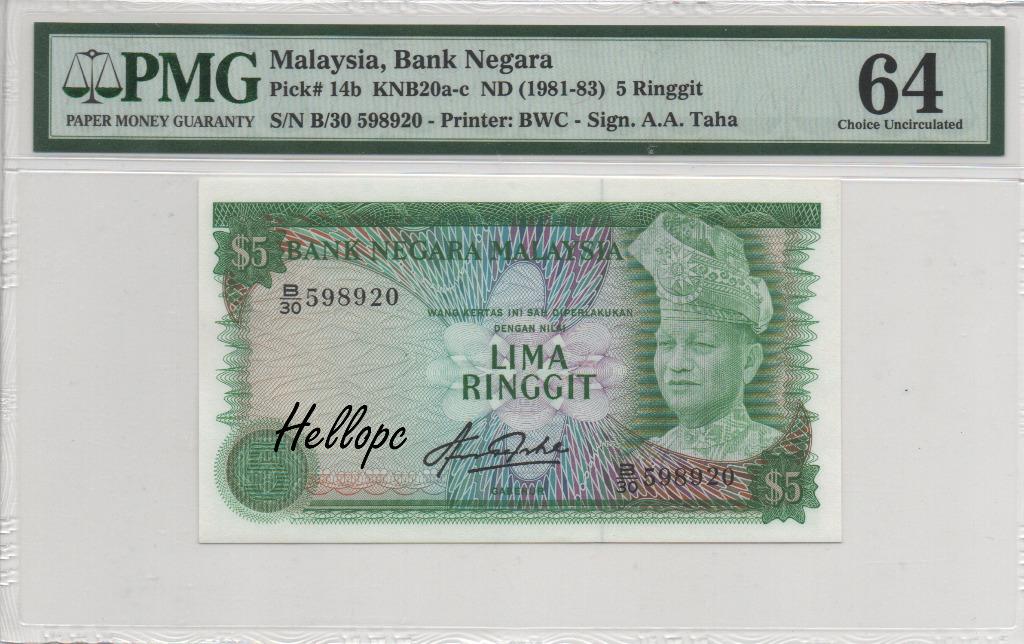 PMG
PAPER MONEY GUARANTY
Malaysia, Bank Negara
Pick# 14b KNB20a-c ND (1981-83) 5 Ringgit
S/N B/30 598920 - Printer: BWC - Sign. A.A. Taha
64
Choice Uncirculated
$5 BANK NEGARA MALAYSIA
B/30 598920
WANG KERTAS INI SAH DIPERLAKUKAN
DENGAN NILAI
LIMA
RINGGIT
Hellopc
GABENOR
B/30 598920
$5